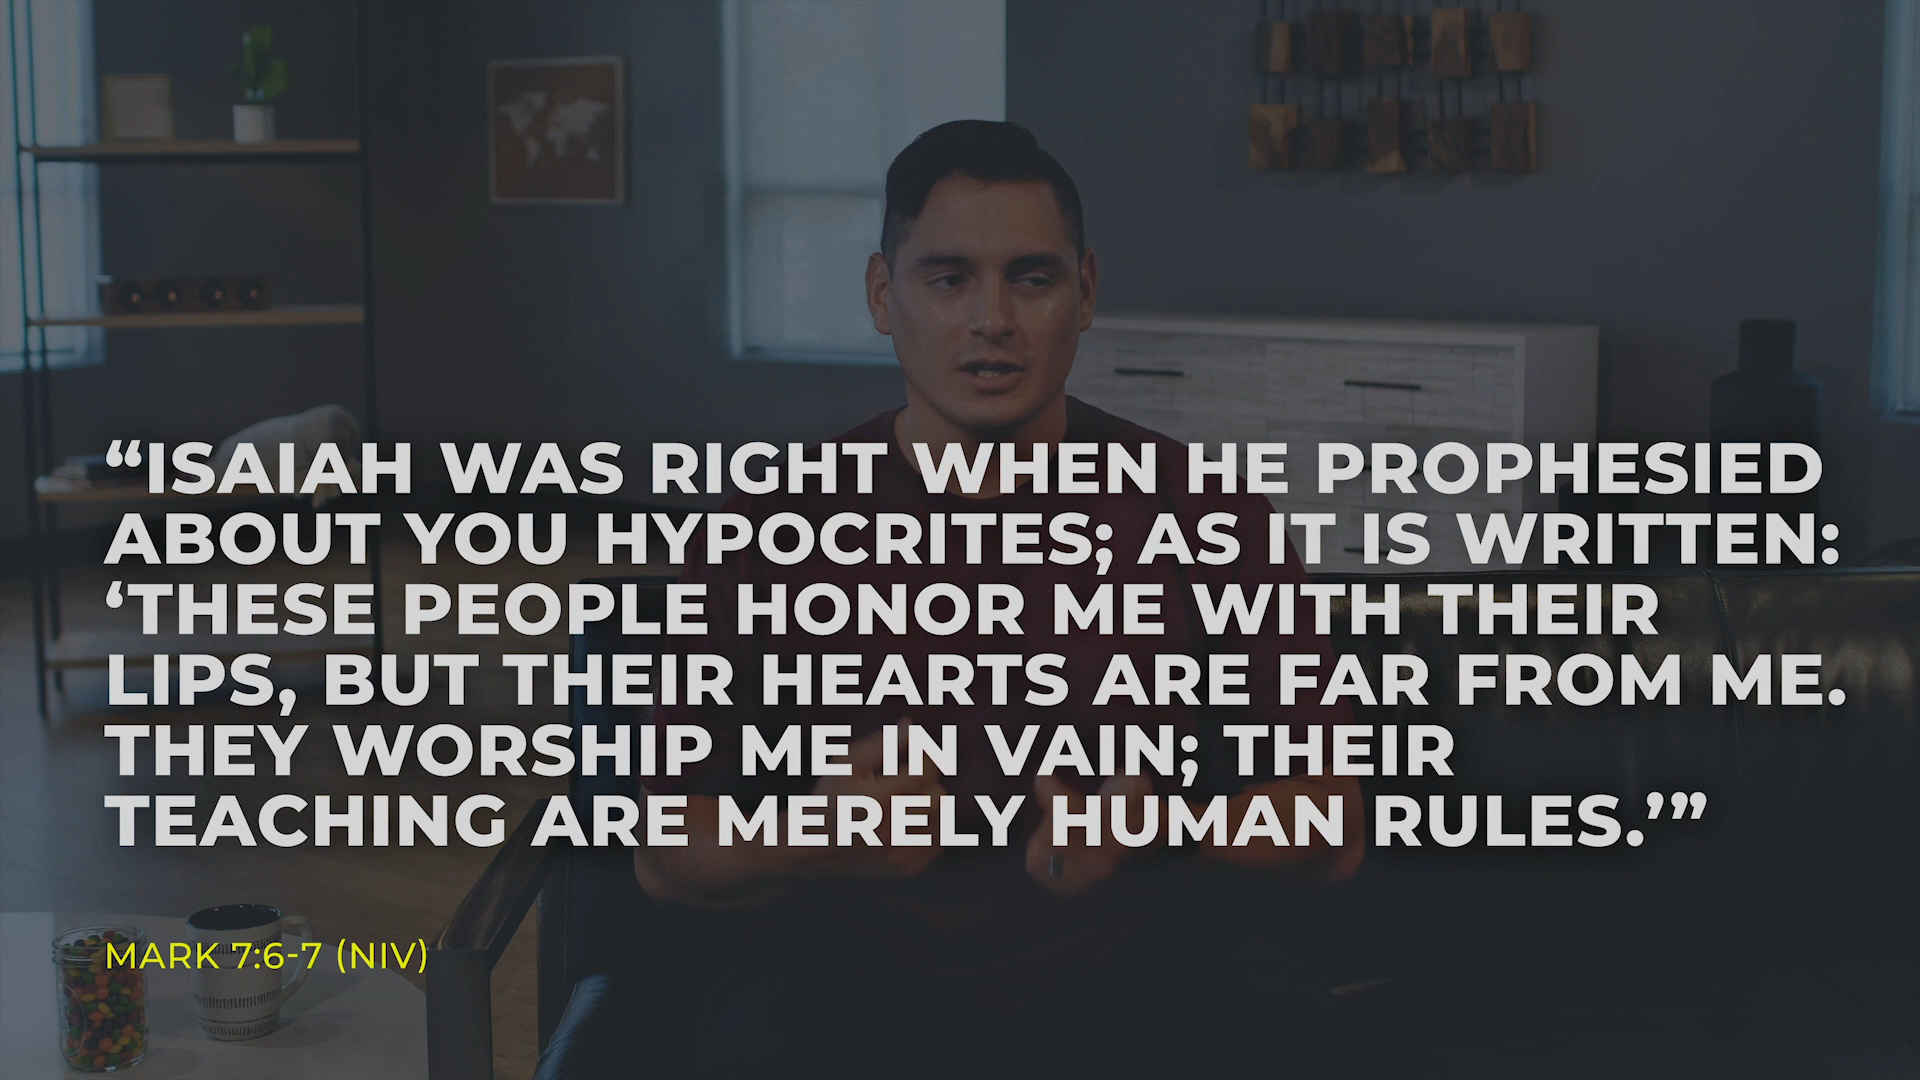 “ISAIAH WAS RIGHT WHEN HE PROPHESIED
ABOUT YOU HYPOCRITES; AS IT IS WRITTEN:
‘THESE PEOPLE HONOR ME WITH THEIR
LIPS, BUT THEIR HEARTS ARE FAR FROM ME.
THEY WORSHIP ME IN VAIN; THEIR
TEACHING ARE MERELY HUMAN RULES.’”
MARK 7:6-7 (NIV)